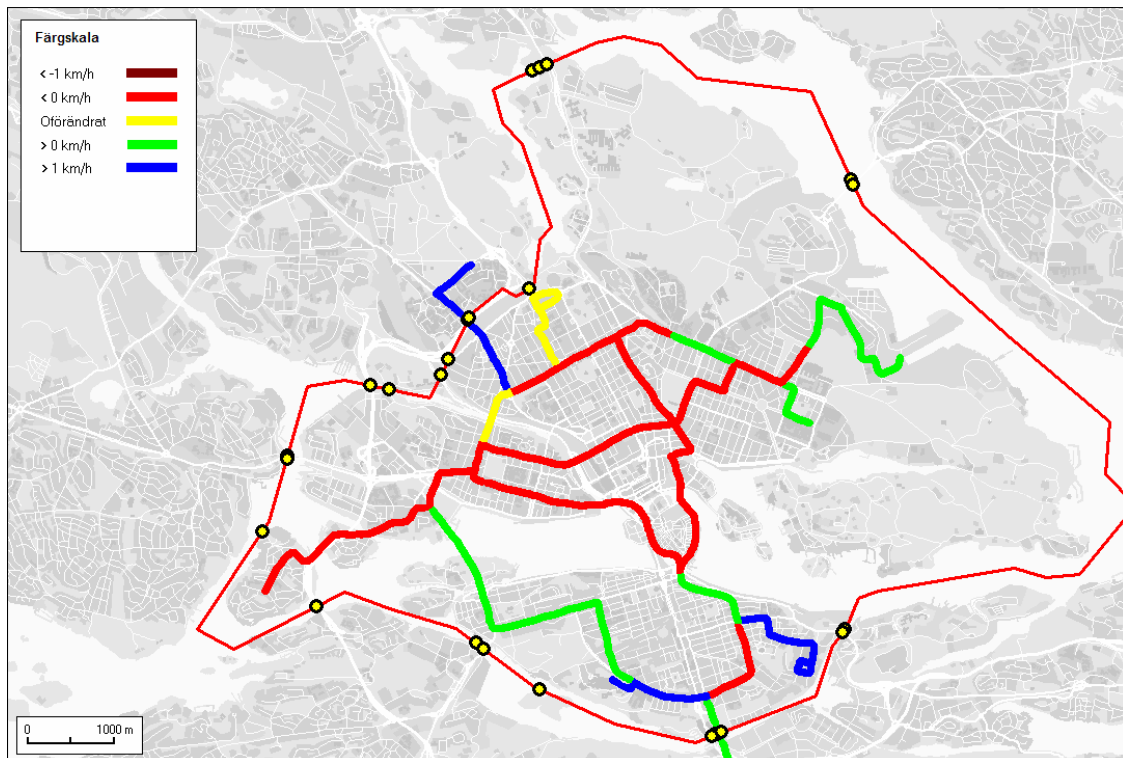 Färgskala
< -1 km/h
< 0 km/h
Oförändrat
> 0 km/h
> 1 km/h
0 1000 m